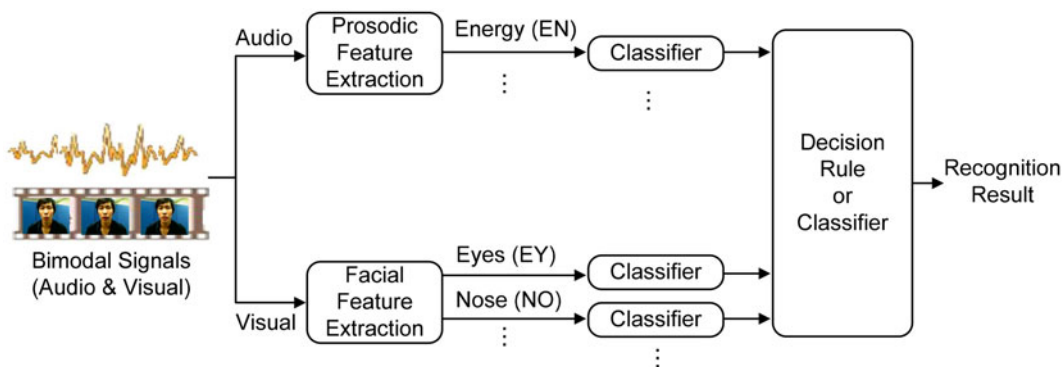 Audio
Prosodic
Feature
Extraction
Energy (EN)
Classifier
Bimodal Signals
(Audio & Visual)
Visual
Facial
Feature
Extraction
Eyes (EY)
Classifier
Nose (NO)
Classifier
Decision
Rule
or
Classifier
Recognition
Result